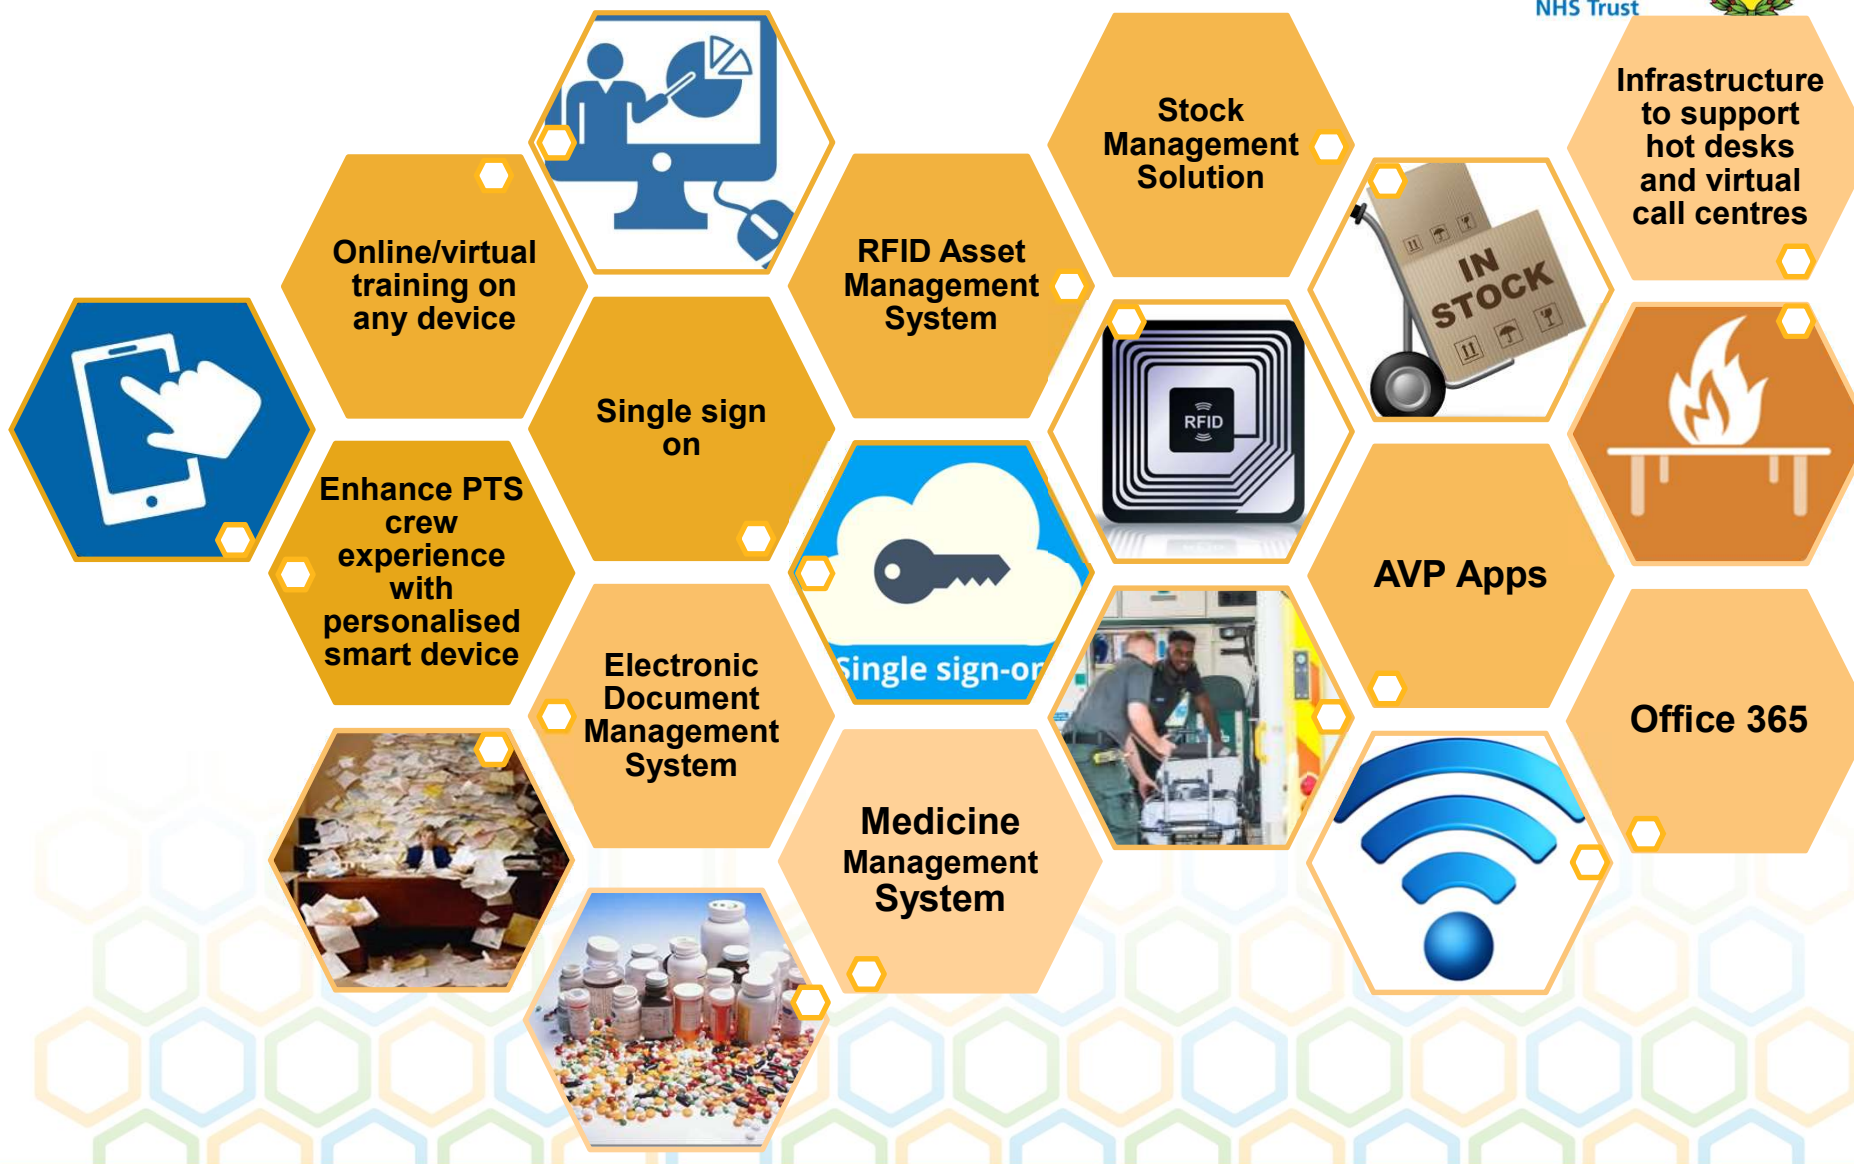 NHS Trust
Infrastructure
to support
hot desks
and virtual
call centres
Stock
Management
Solution
Online/virtual
training on
any device
RFID Asset
Management
System
IN
STOCK
Single sign
on
RFID
Enhance PTS
crew
experience
with
personalised
smart device
AVP Apps
Electronic
Document
Management
System
Single sign-on
Office 365
Medicine
Management
System